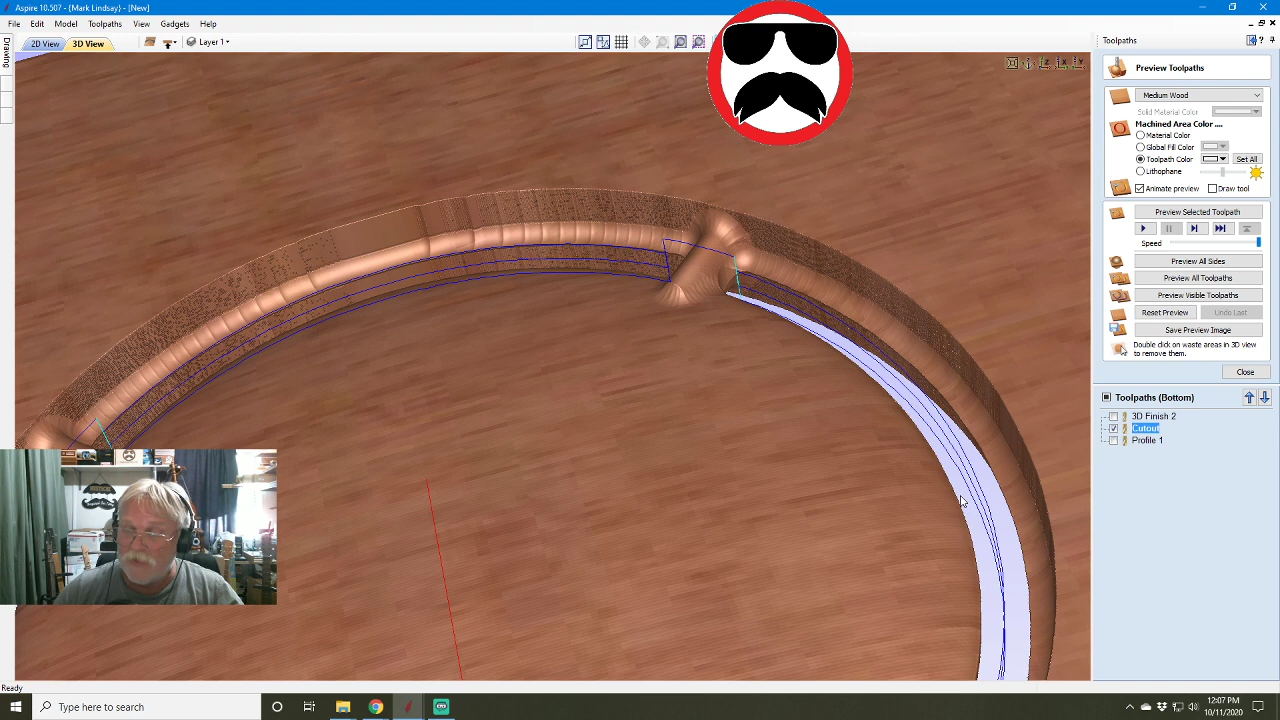 Aspire 10.507 - {Mark Lindsay} - [New]
File Edit Model Toolpaths View Gadgets Help
2D View 3D View Layer 1
Drawing
Toolpaths
Preview Toolpaths
Medium Wood
Solid Material Color
Machined Area Color ....
Material Color
Global Fill Color
Toolpath Color Set All
Lithophane
Animate preview Draw tool
Preview Selected Toolpath
Speed
Preview All Sides
Preview All Toolpaths
Preview Visible Toolpaths
Reset Preview Undo Last
Save Preview Image
Double click on waste areas in 3D view
to remove them.
Close
Toolpaths (Bottom)
3D Finish 2
Cutout
Profile 1
Ready
Type here to search
12:07 PM
10/11/2020